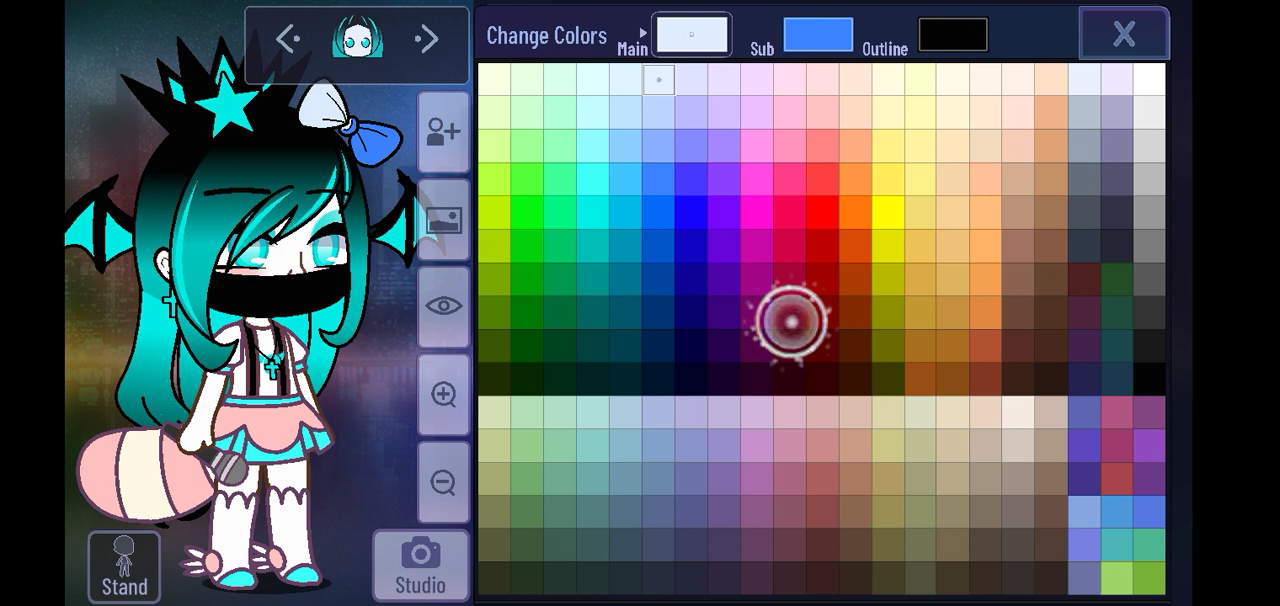 Change Colors
Main
Sub
Outline
X
Stand
Studio